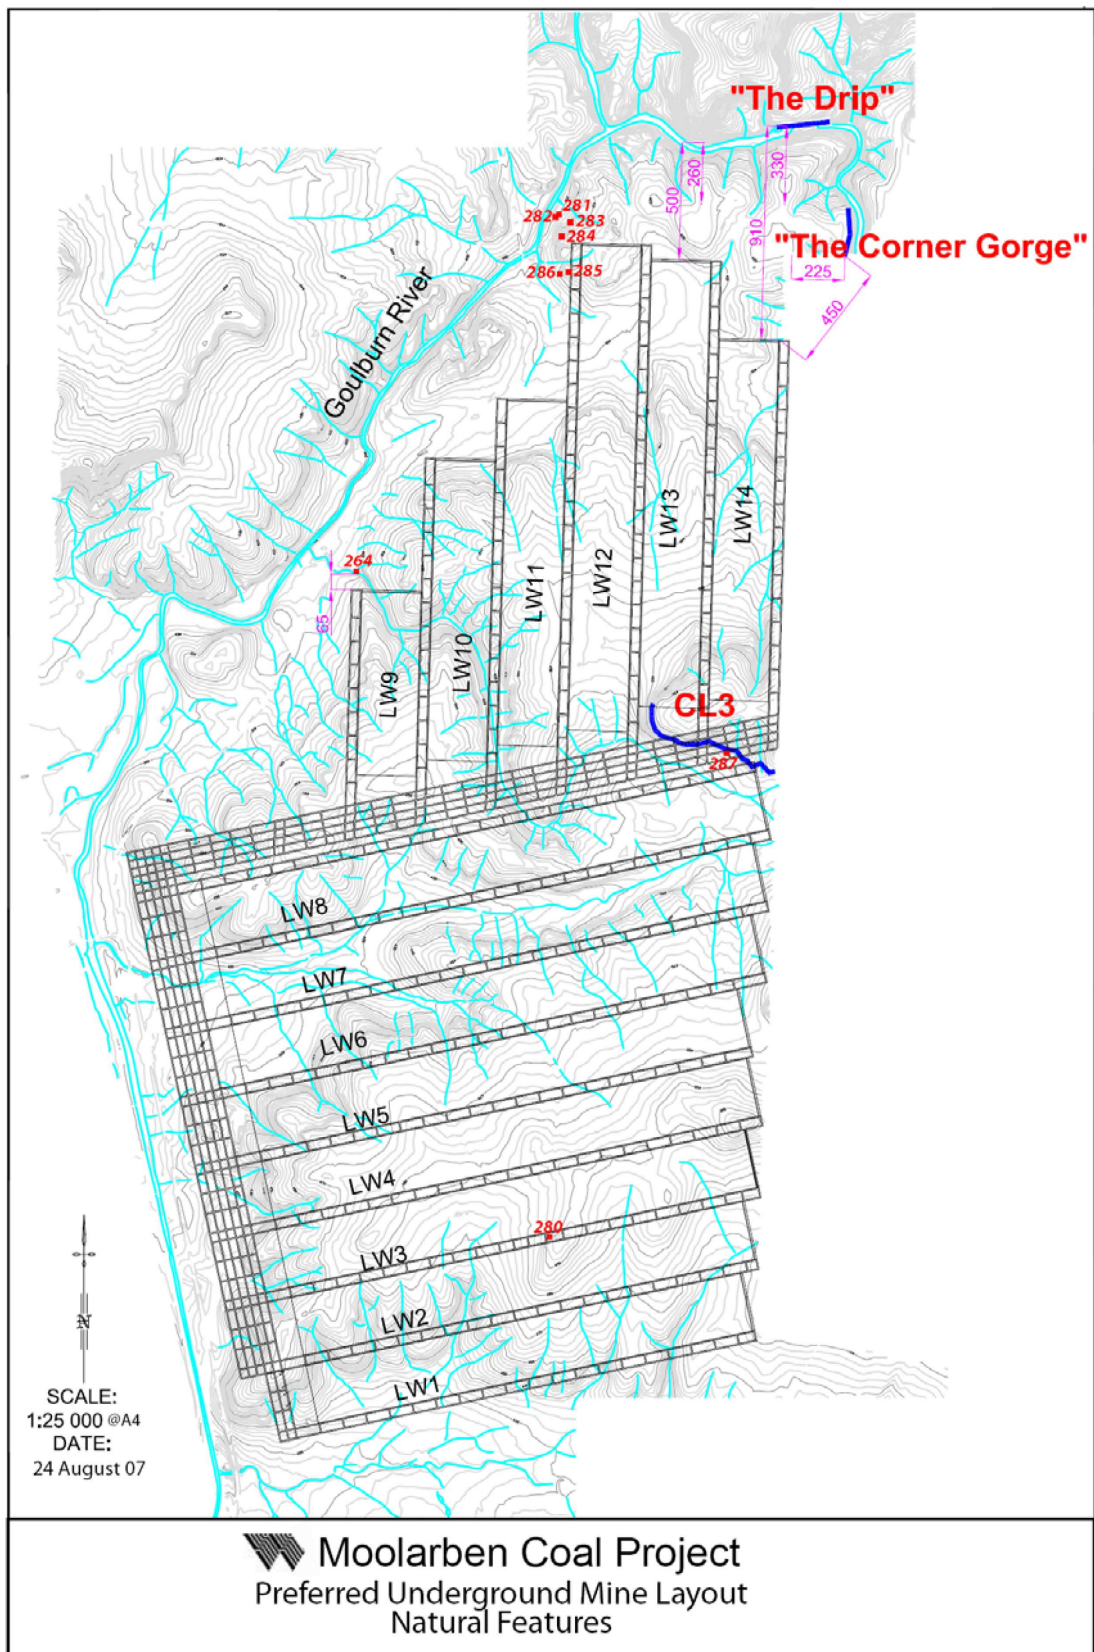 "The Drip"
260
330
500
910
281
282
283
284
"The Corner Gorge"
286
285
225
450
Goulburn River
264
65
LW9
LW10
LW11
LW12
LW13
LW14
CL3
287
LW8
LW7
LW6
LW5
LW4
280
LW3
LW2
LW1
N
SCALE:
1:25 000 @A4
DATE:
24 August 07
Moolarben Coal Project
Preferred Underground Mine Layout
Natural Features